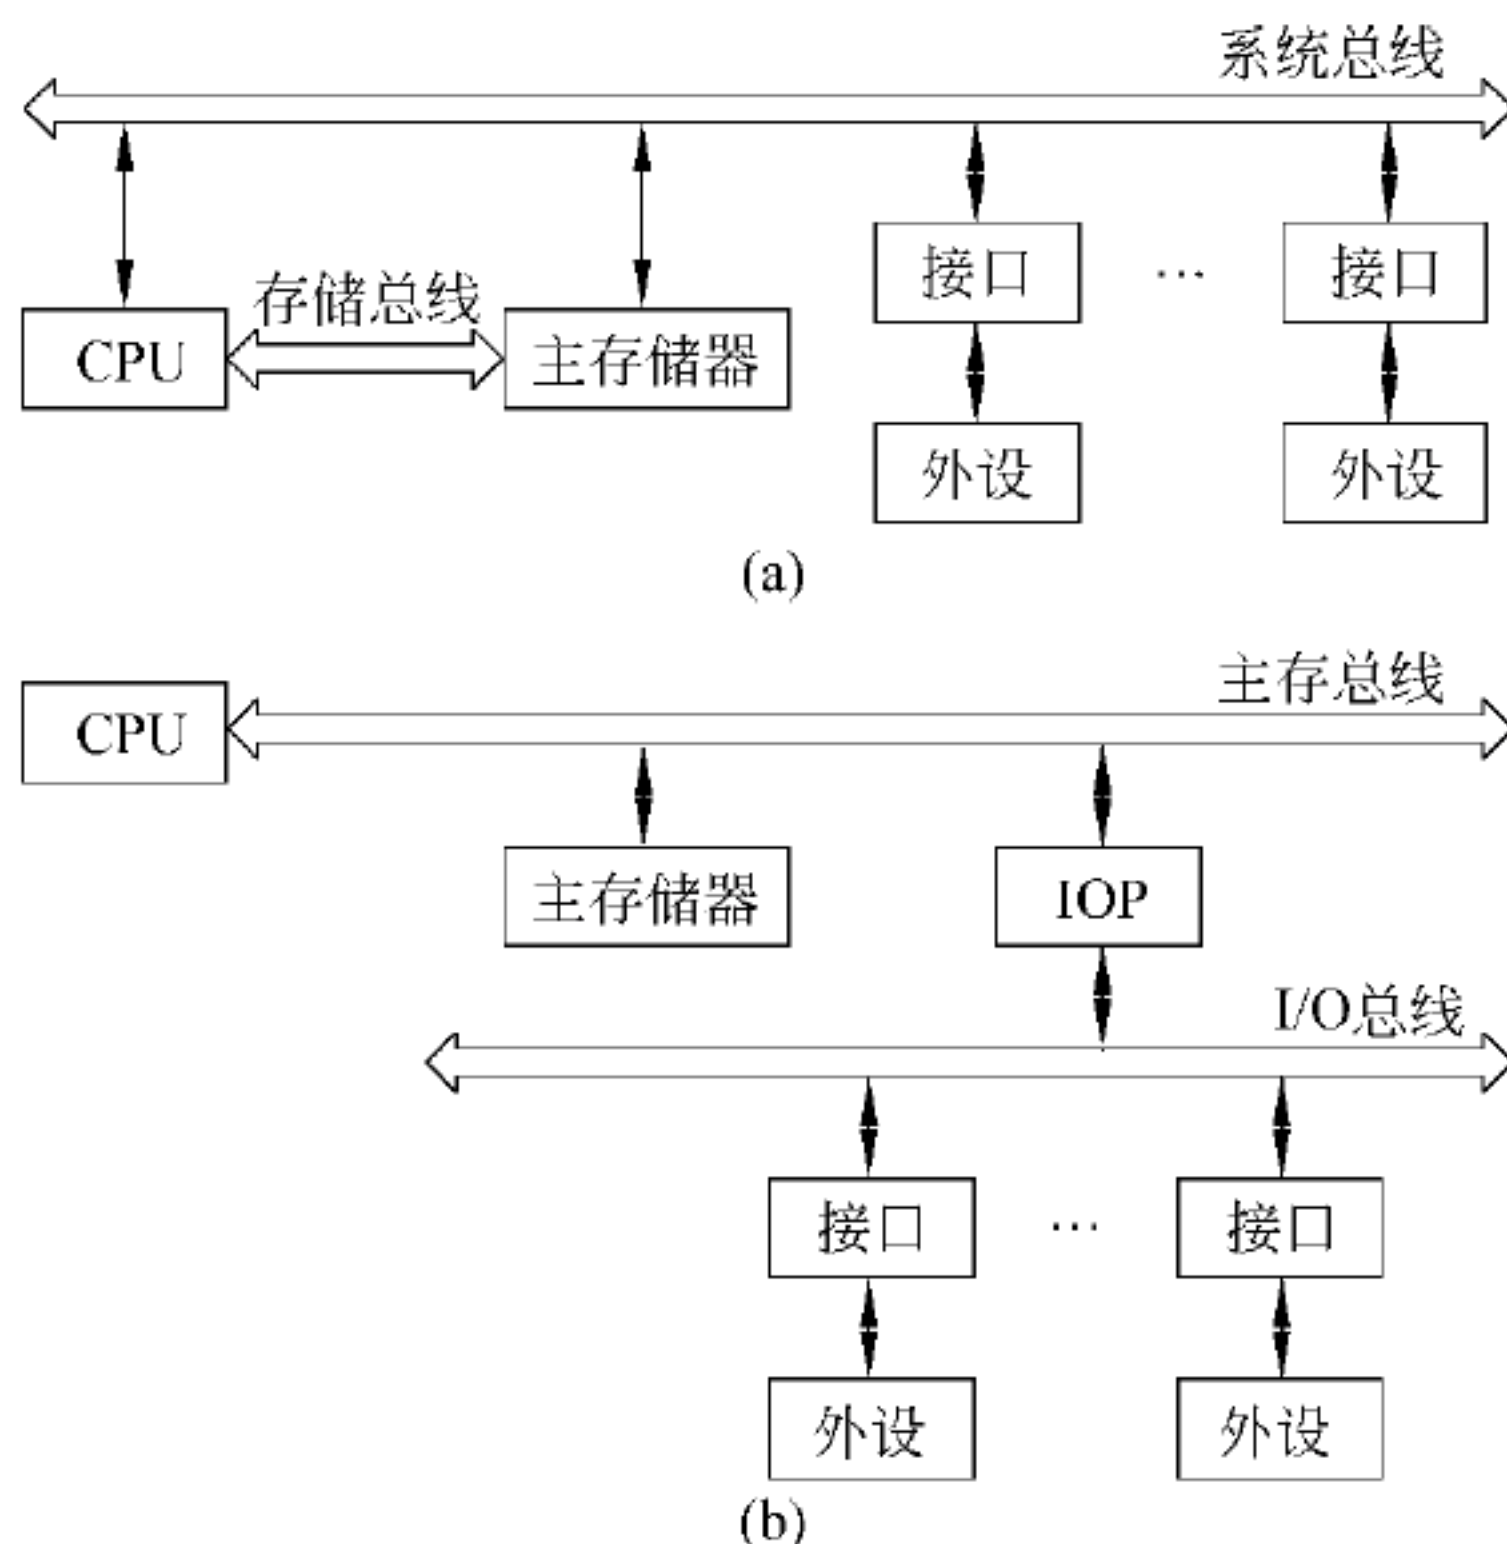 系统总线
接口 … 接口
存储总线
CPU 主存储器
外设 外设
(a)
主存总线
CPU
主存储器 IOP
I/O总线
接口 … 接口
外设 外设
(b)